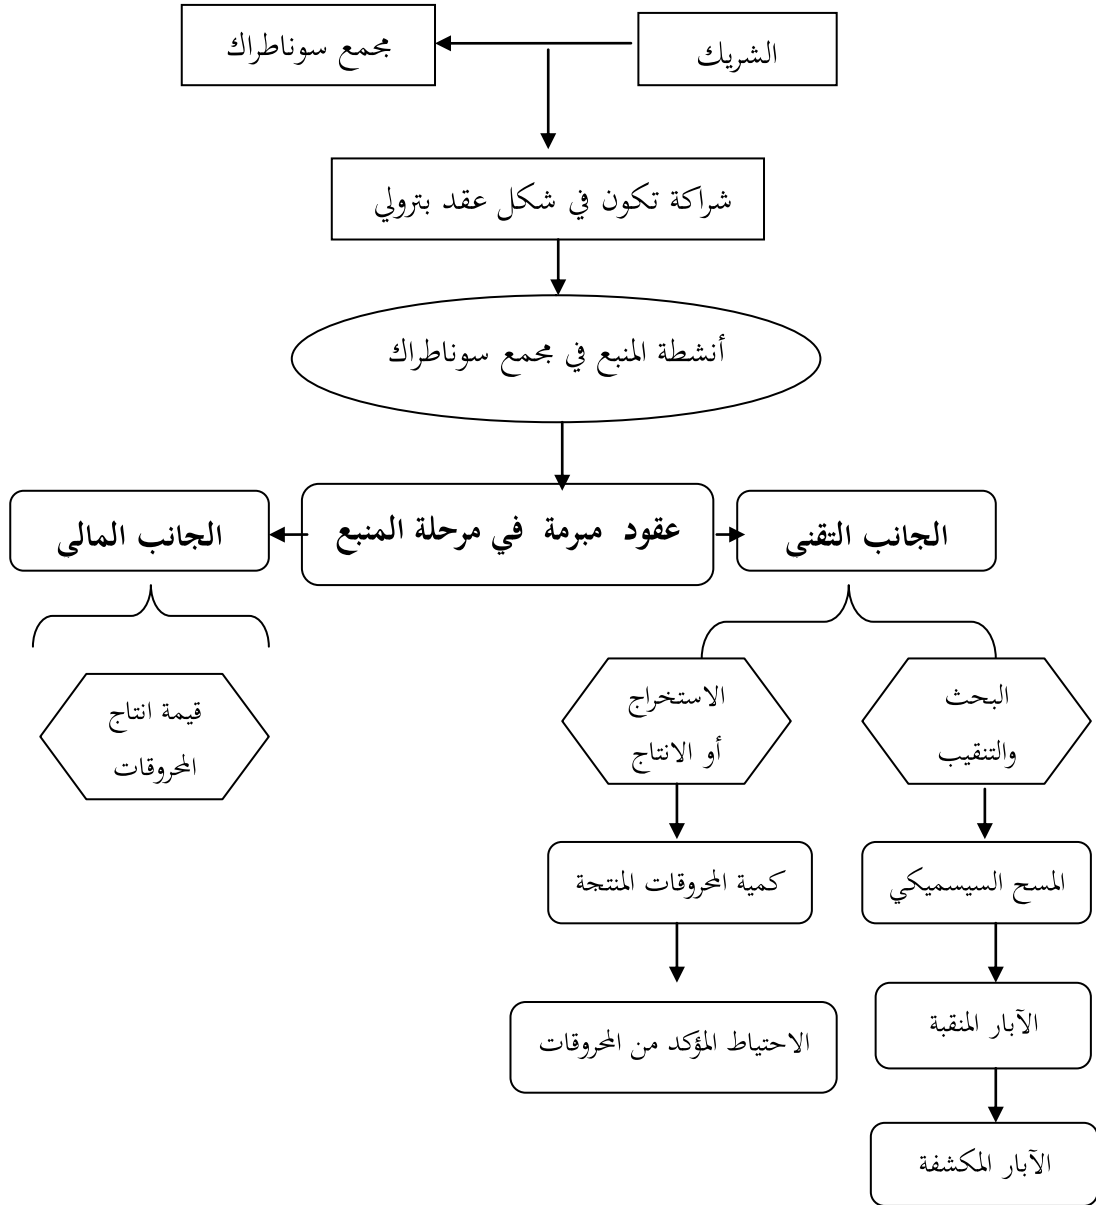 الشريك
مجمع سوناطراك
شراكة تكون في شكل عقد بترولي
أنشطة المنبع في مجمع سوناطراك
الجانب التقنى
عقود مبرمة في مرحلة المنبع
الجانب المالى
البحث
والتنقيب
الاستخراج
أو الانتاج
قيمة انتاج
المحروقات
المسح السيسميكي
كمية المحروقات المنتجة
الآبار المنقبة
الاحتياط المؤكد من المحروقات
الآبار المكشفة